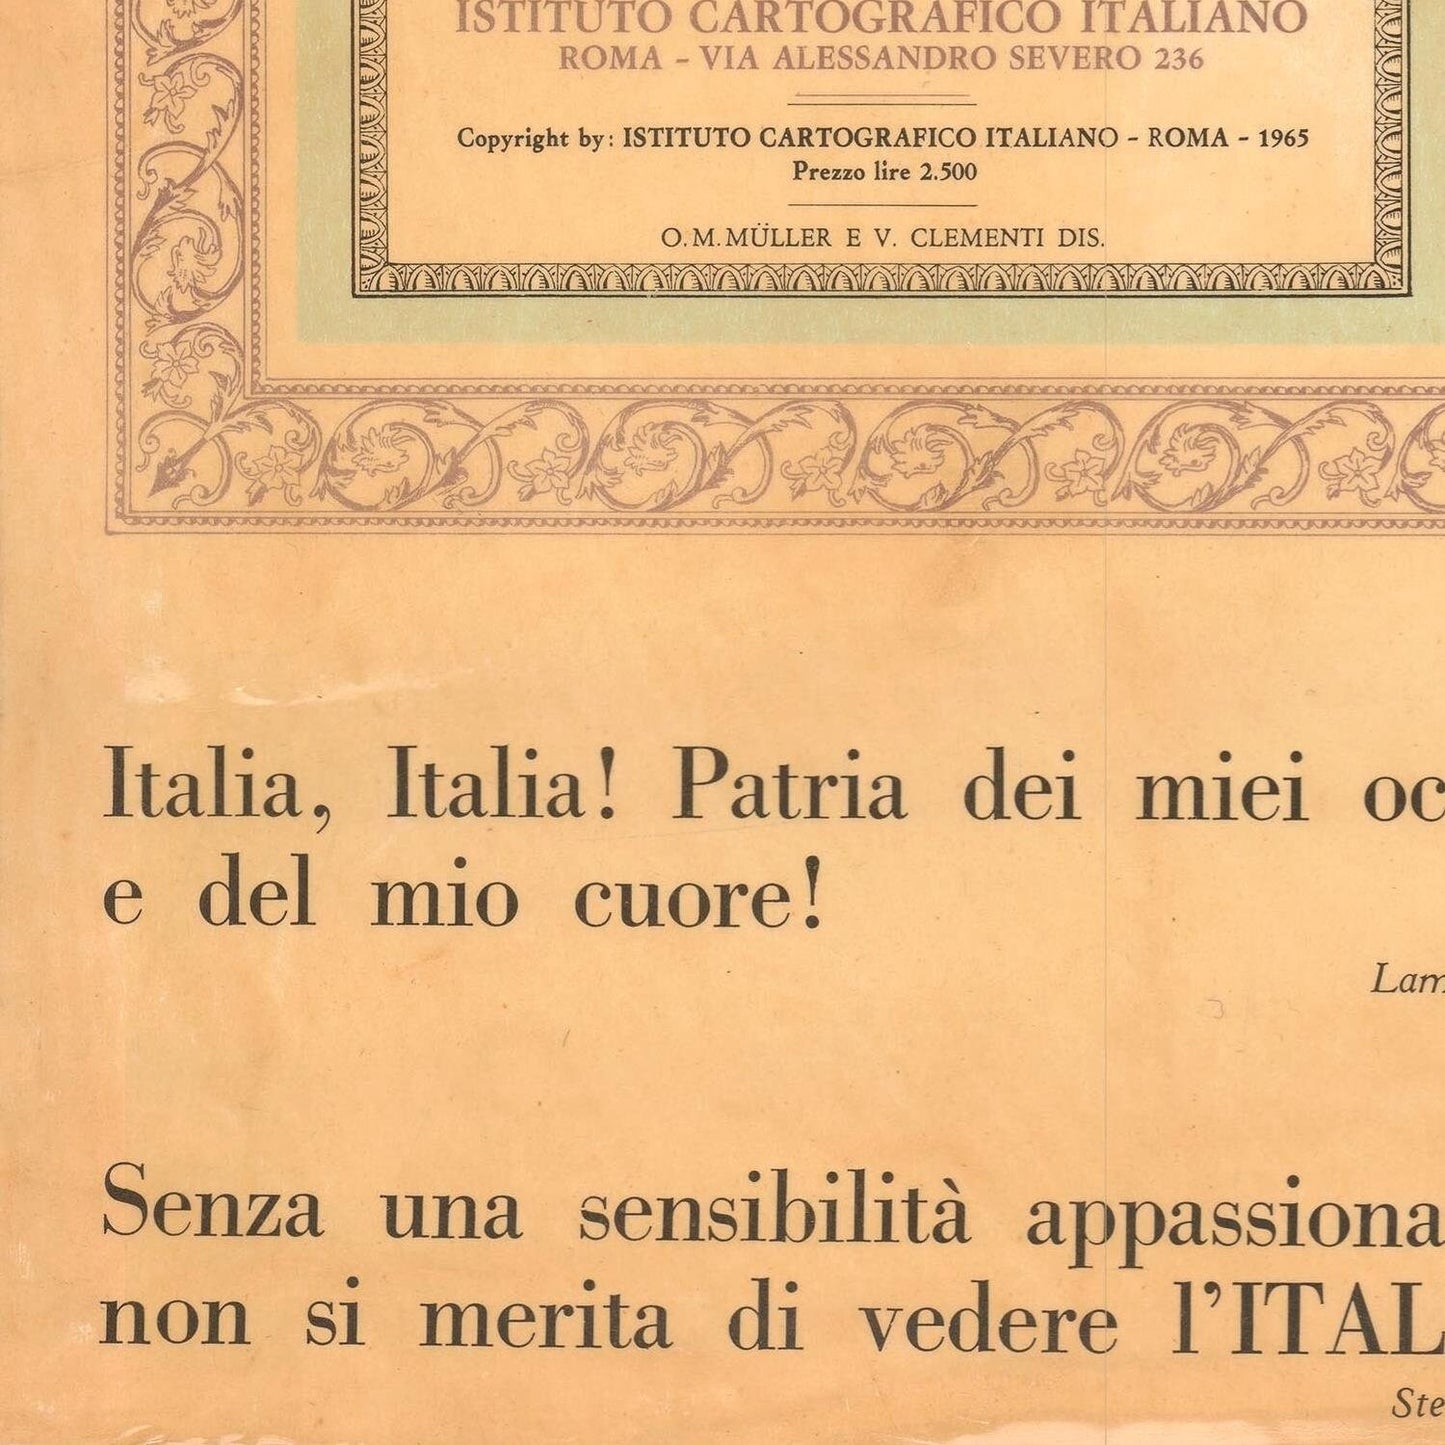 ISTITUTO CARTOGRAFICO ITALIANO
ROMA - VIA ALESSANDRO SEVERO 236
Copyright by: ISTITUTO CARTOGRAFICO ITALIANO - ROMA - 1965
Prezzo lire 2.500
O. M. MÜLLER E V. CLEMENTI DIS.
Italia, Italia! Patria dei miei oc
e del mio cuore!
Lam
Senza una sensibilità appassiona
non si merita di vedere l'ITAL
Ste